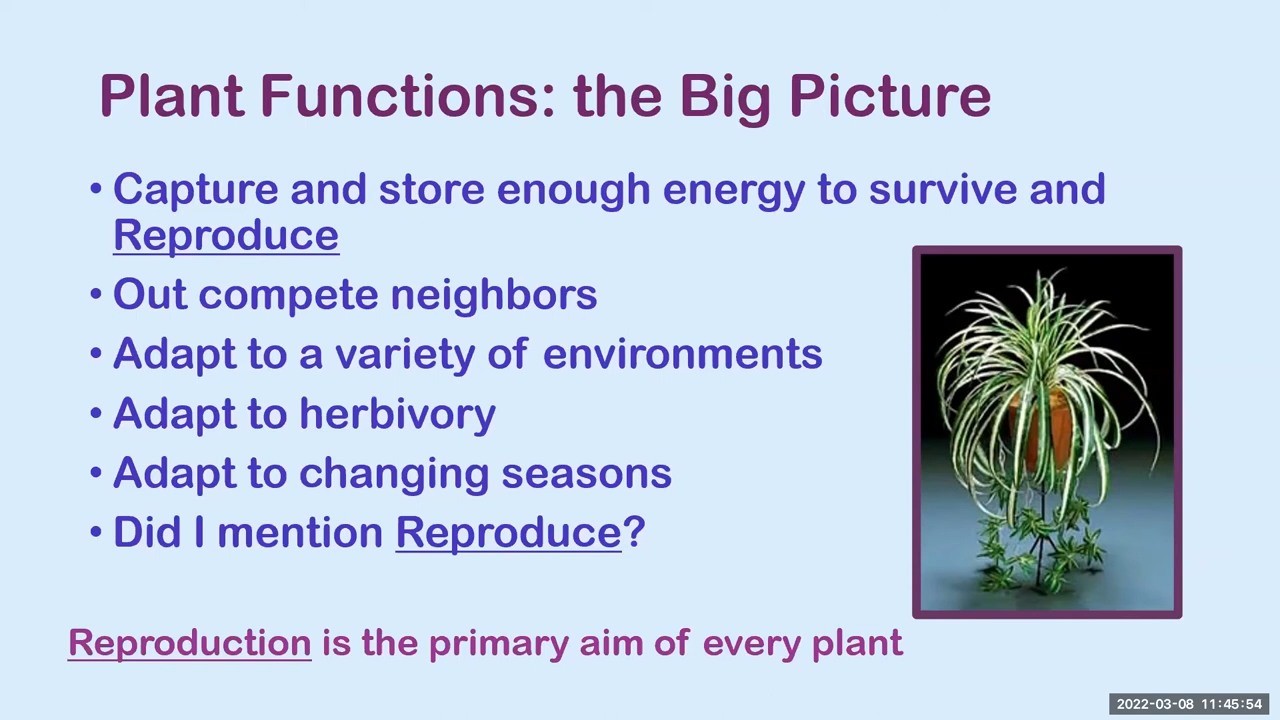 Plant Functions: the Big Picture
• Capture and store enough energy to survive and
Reproduce
• Out compete neighbors
• Adapt to a variety of environments
• Adapt to herbivory
• Adapt to changing seasons
• Did I mention Reproduce?
Reproduction is the primary aim of every plant
2022-03-08 11:45:54